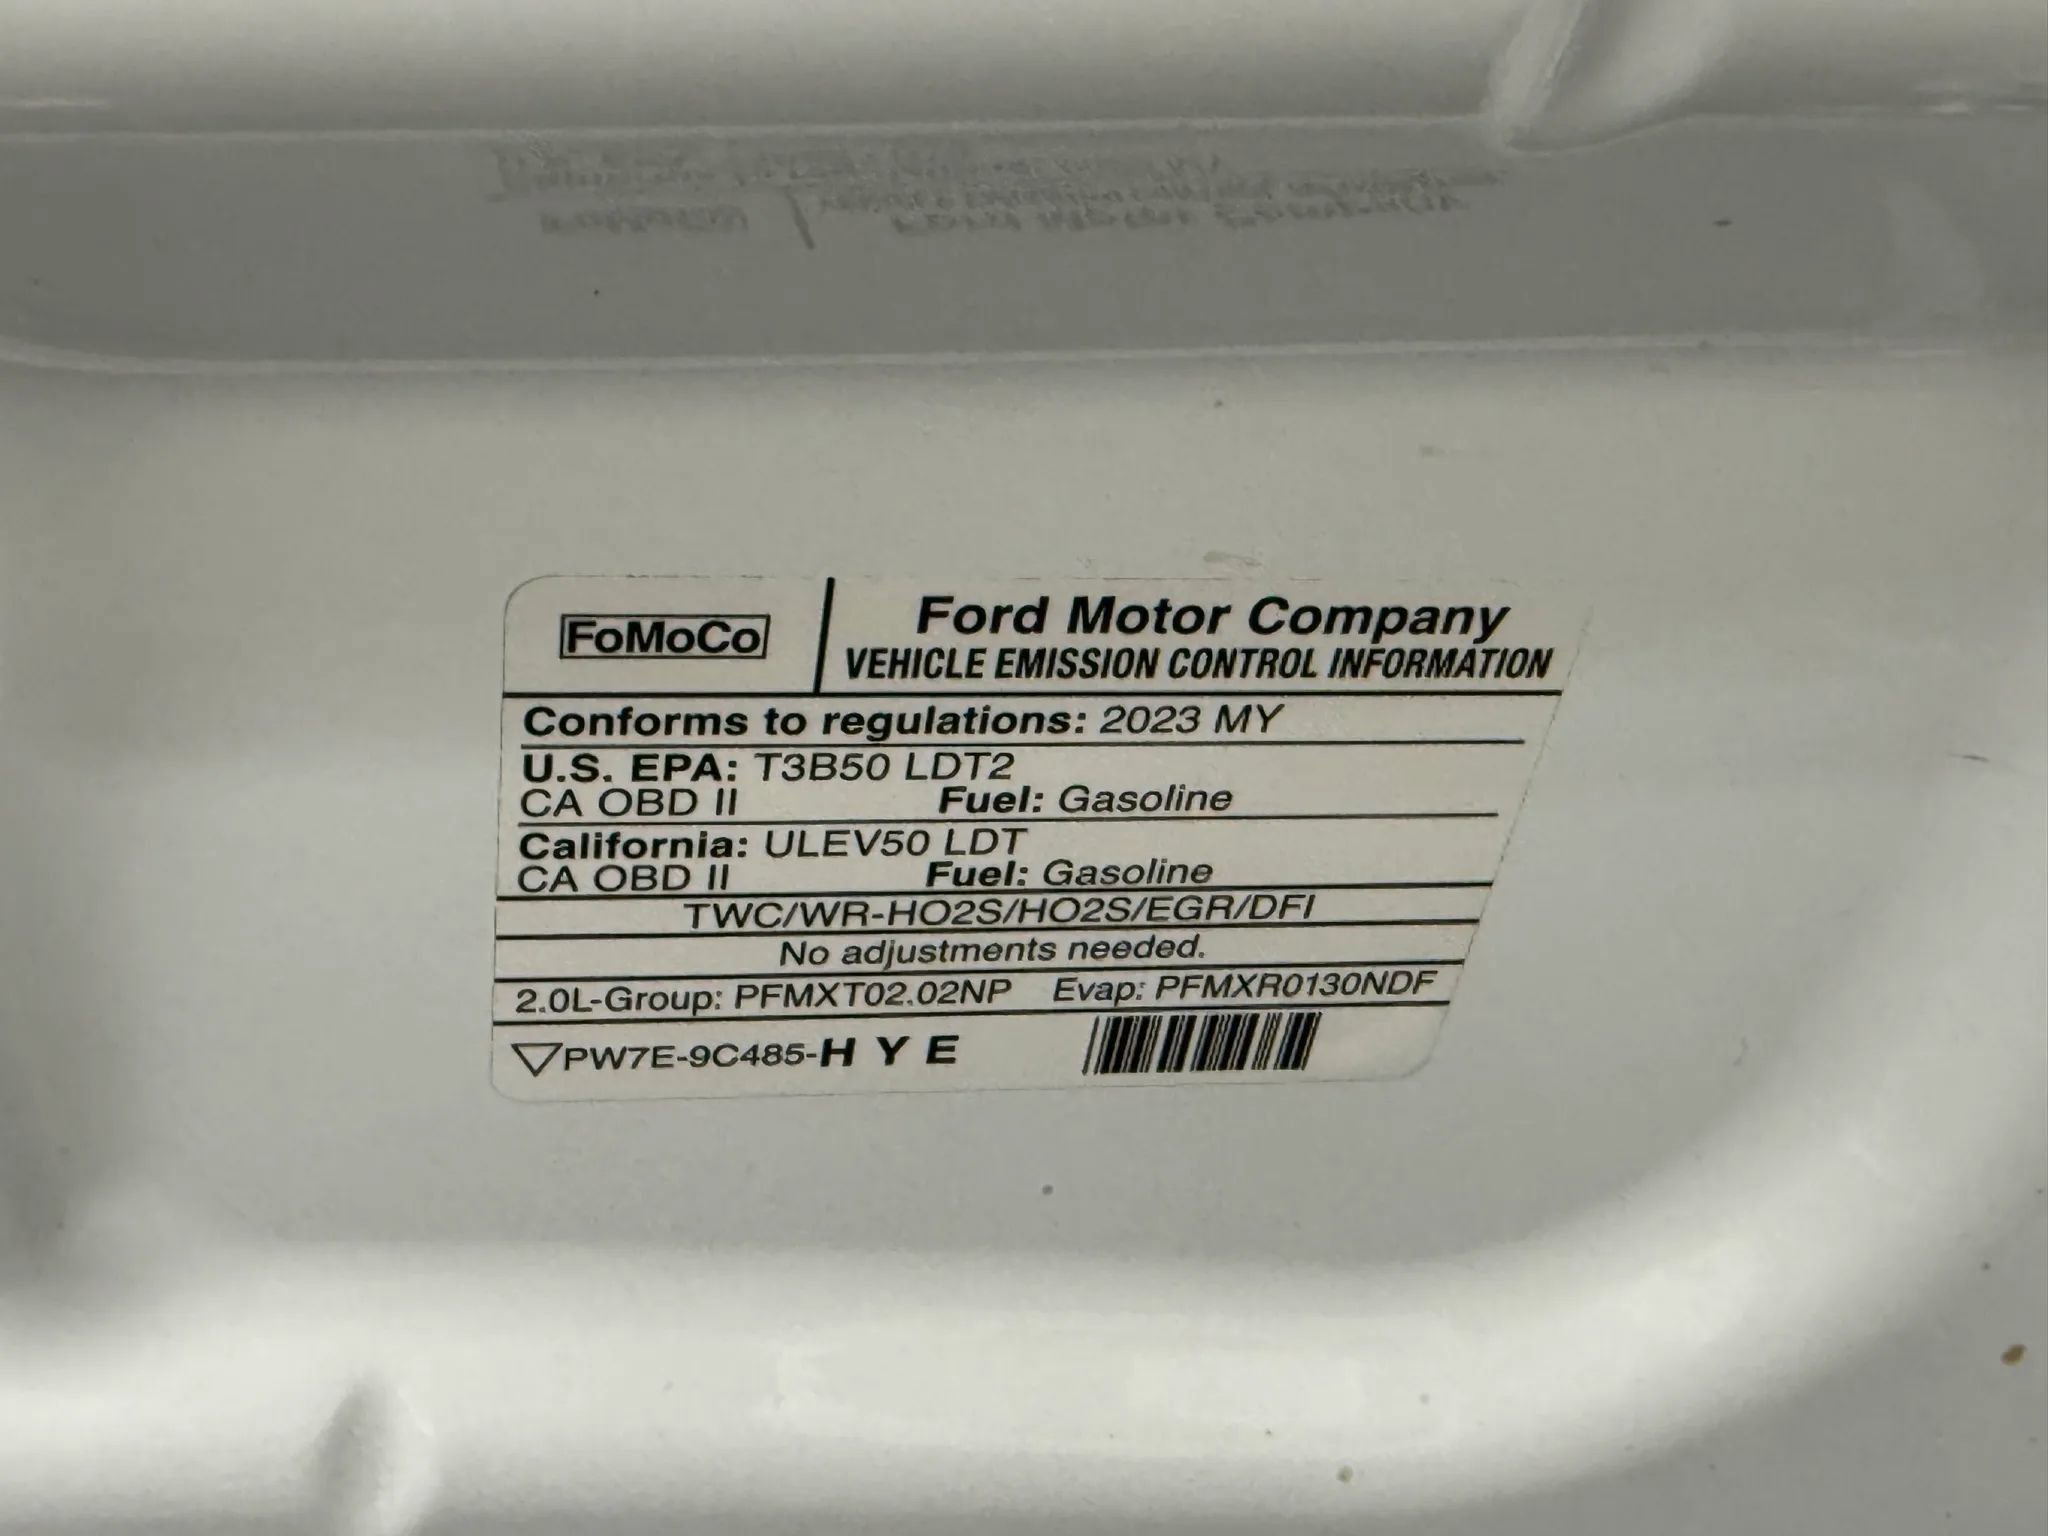 FoMoCo
Ford Motor Company
VEHICLE EMISSION CONTROL INFORMATION
Conforms to regulations: 2023 MY
U.S. EPA: T3B50 LDT2
CA OBD II Fuel: Gasoline
California: ULEV50 LDT
CA OBD II Fuel: Gasoline
TWC/WR-HO2S/HO2S/EGR/DFI
No adjustments needed.
2.0L-Group: PFMXT02.02NP Evap: PFMXR0130NDF
PW7E-9C485-H Y E